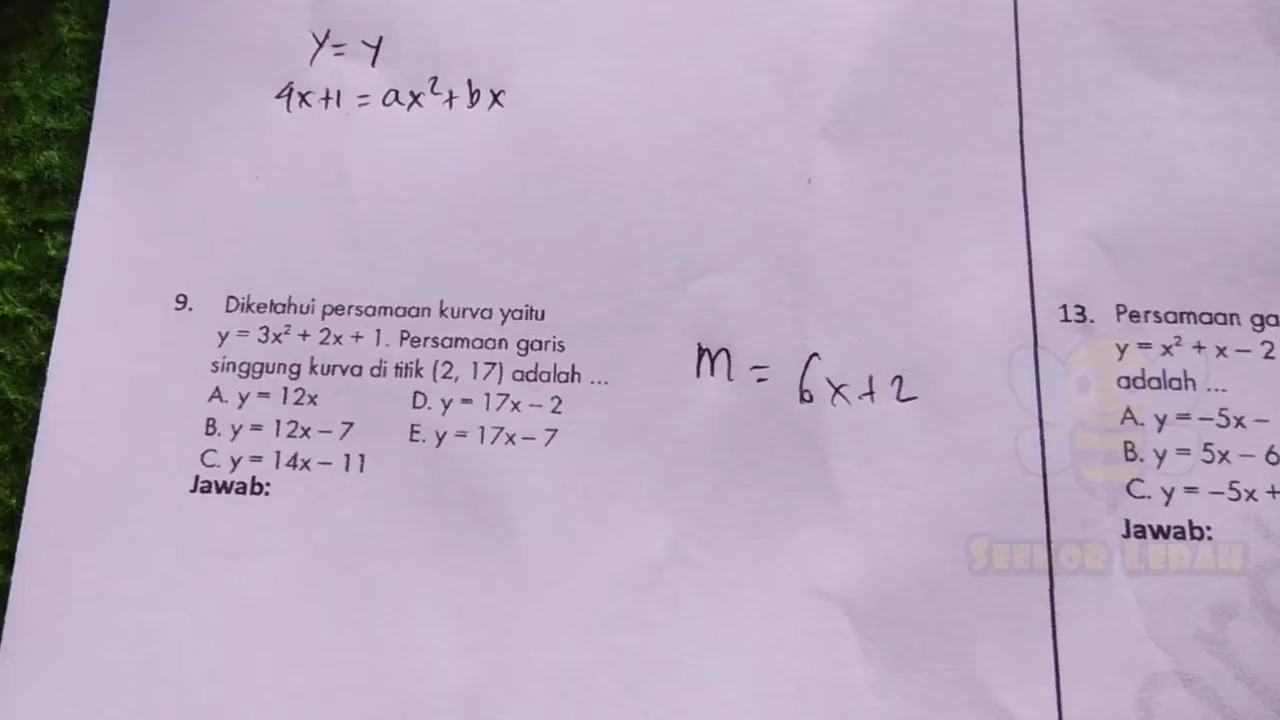 y = y
4x+1 = ax²+bx
9. Diketahui persamaan kurva yaitu
y = 3x² + 2x + 1. Persamaan garis
singgung kurva di titik (2, 17) adalah ...
A. y = 12x D. y = 17x – 2
B. y = 12x – 7 E. y = 17x – 7
C. y = 14x – 11
Jawab:
m = 6x+2
13. Persamaan ga
y = x² + x – 2
adalah ...
A. y = –5x –
B. y = 5x – 6
C. y = –5x +
Jawab:
SEEKOR LEBAH